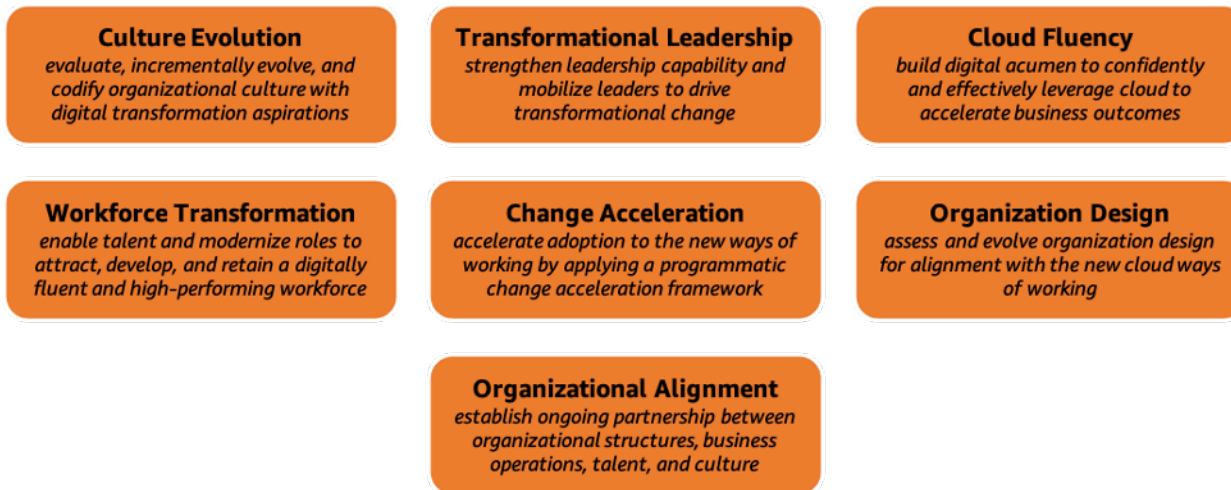 Culture Evolution
evaluate, incrementally evolve, and
codify organizational culture with
digital transformation aspirations
Transformational Leadership
strengthen leadership capability and
mobilize leaders to drive
transformational change
Cloud Fluency
build digital acumen to confidently
and effectively leverage cloud to
accelerate business outcomes
Workforce Transformation
enable talent and modernize roles to
attract, develop, and retain a digitally
fluent and high-performing workforce
Change Acceleration
accelerate adoption to the new ways of
working by applying a programmatic
change acceleration framework
Organization Design
assess and evolve organization design
for alignment with the new cloud ways
of working
Organizational Alignment
establish ongoing partnership between
organizational structures, business
operations, talent, and culture